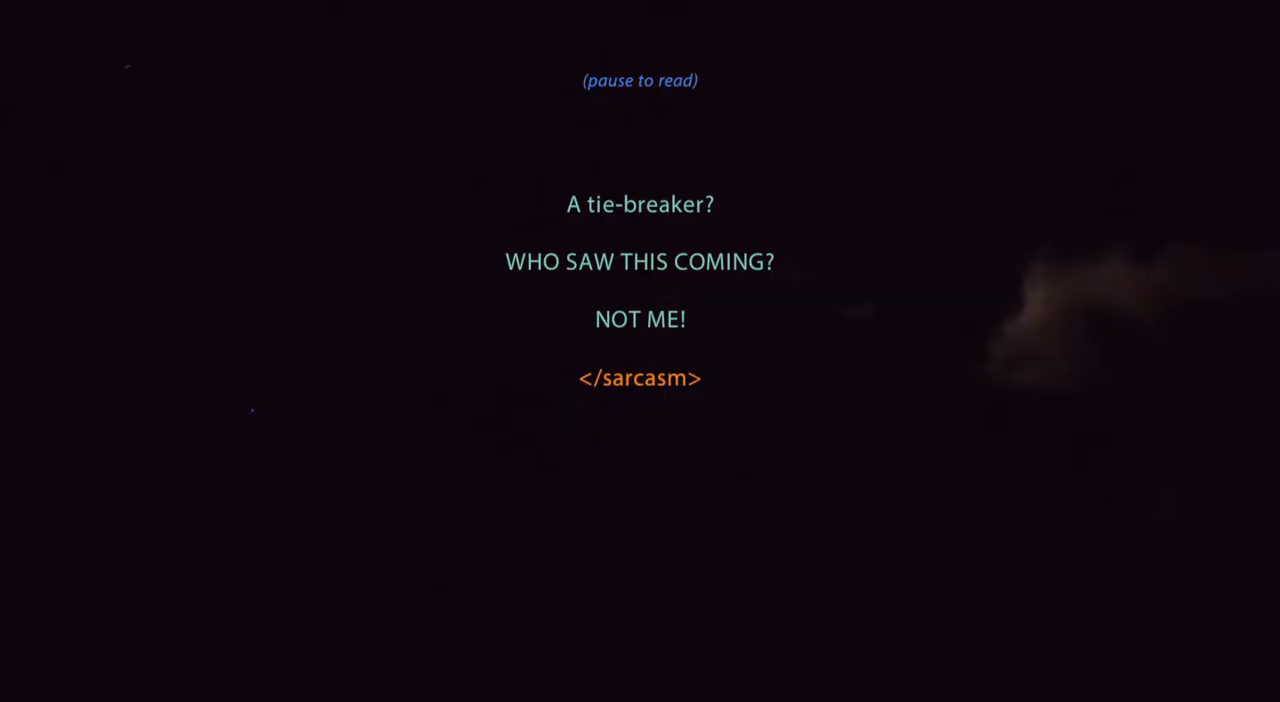 (pause to read)
A tie-breaker?
WHO SAW THIS COMING?
NOT ME!
</sarcasm>